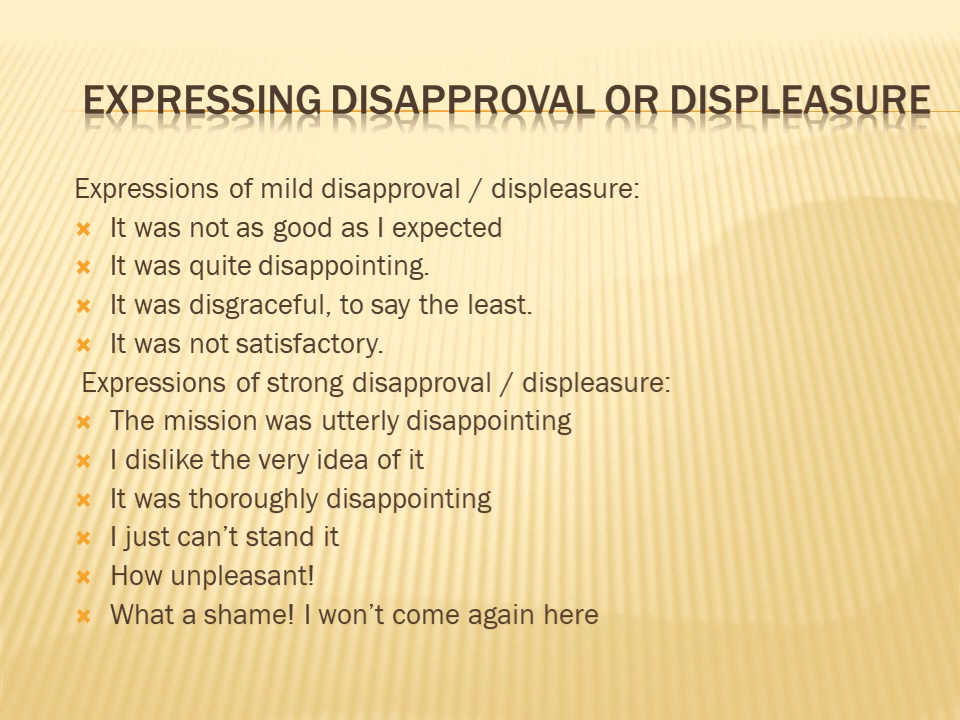 EXPRESSING DISAPPROVAL OR DISPLEASURE
Expressions of mild disapproval / displeasure:
It was not as good as I expected
It was quite disappointing.
It was disgraceful, to say the least.
It was not satisfactory.
Expressions of strong disapproval / displeasure:
The mission was utterly disappointing
I dislike the very idea of it
It was thoroughly disappointing
I just can’t stand it
How unpleasant!
What a shame! I won’t come again here